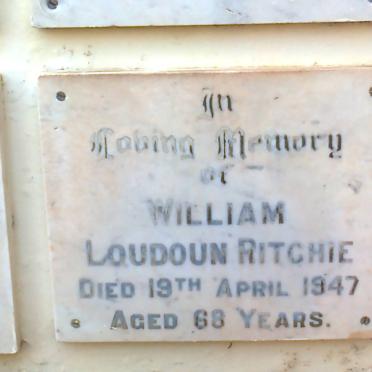 In
Loving Memory
of
WILLIAM
LOUDOUN RITCHIE
DIED 19TH APRIL 1947
AGED 68 YEARS.